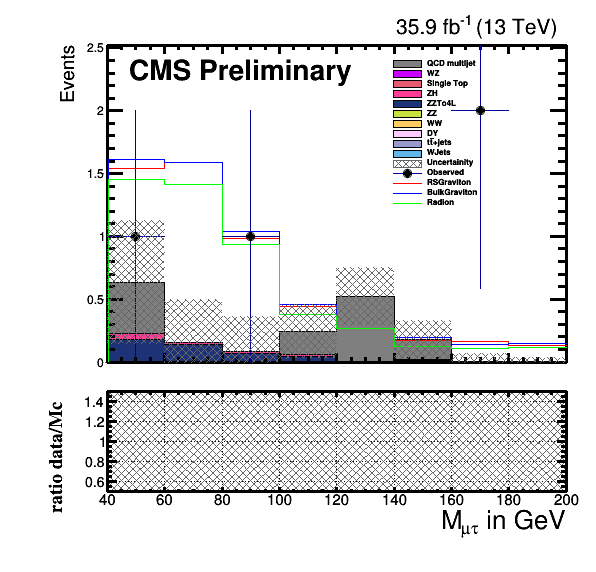 35.9 fb⁻¹ (13 TeV)
CMS Preliminary
Events
2.5
2
1.5
1
0.5
0
QCD multijet
WZ
Single Top
ZH
ZZTo4L
ZZ
WW
DY
tt̄+jets
WJets
Uncertainity
Observed
RSGraviton
BulkGraviton
Radion
ratio data/Mc
1.4
1.2
1
0.8
0.6
40 60 80 100 120 140 160 180 200
Mμτ in GeV